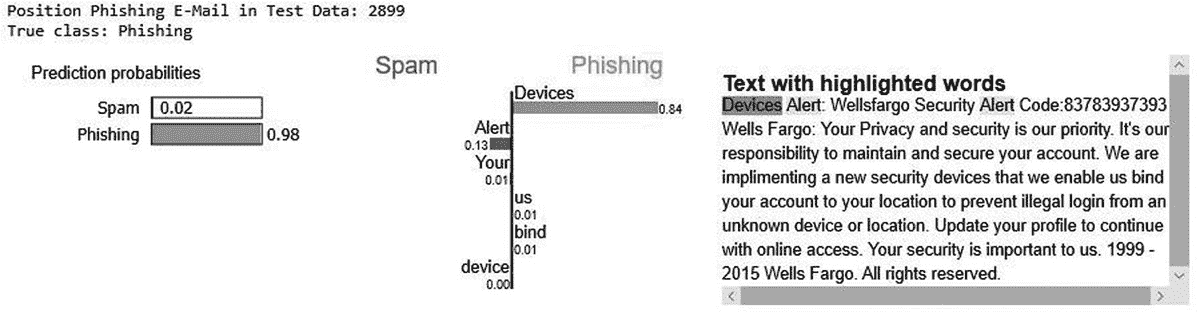 Position Phishing E-Mail in Test Data: 2899
True class: Phishing
Prediction probabilities
Spam 0.02
Phishing 0.98
Spam Phishing
Devices
0.84
Alert
0.13
Your
0.01
us
0.01
bind
0.01
device
0.00
Text with highlighted words
Devices Alert: Wellsfargo Security Alert Code:83783937393
Wells Fargo: Your Privacy and security is our priority. It's our
responsibility to maintain and secure your account. We are
implimenting a new security devices that we enable us bind
your account to your location to prevent illegal login from an
unknown device or location. Update your profile to continue
with online access. Your security is important to us. 1999 -
2015 Wells Fargo. All rights reserved.